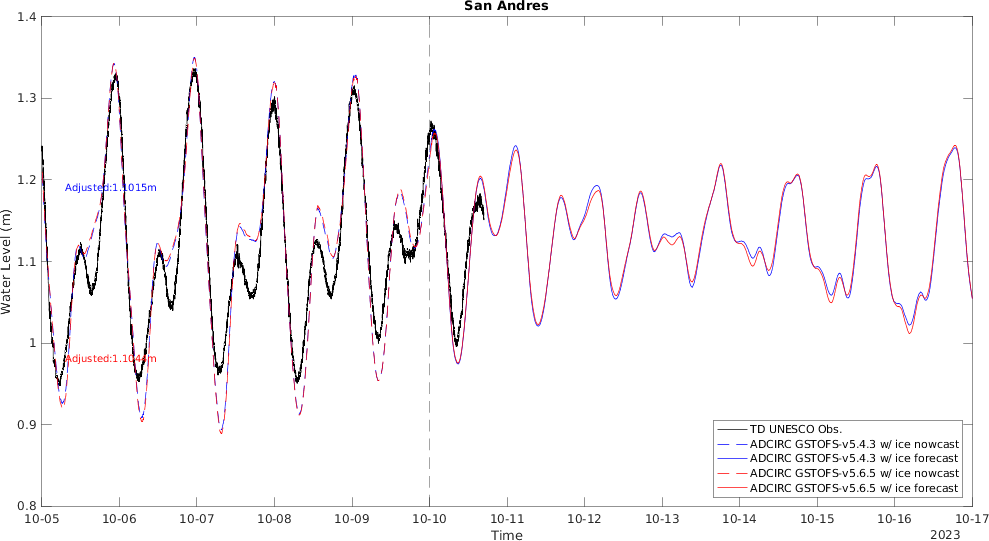 San Andres
Water Level (m)
1.4
1.3
1.2
1.1
1
0.9
0.8
Adjusted:1.1015m
Adjusted:1.1044m
TD UNESCO Obs.
ADCIRC GSTOFS-v5.4.3 w/ ice nowcast
ADCIRC GSTOFS-v5.4.3 w/ ice forecast
ADCIRC GSTOFS-v5.6.5 w/ ice nowcast
ADCIRC GSTOFS-v5.6.5 w/ ice forecast
10-05 10-06 10-07 10-08 10-09 10-10 10-11 10-12 10-13 10-14 10-15 10-16 10-17
Time
2023